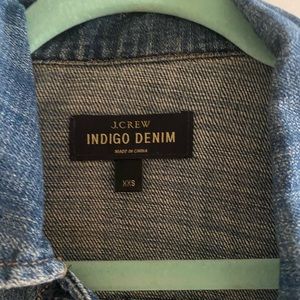 J.CREW
INDIGO DENIM
MADE IN CHINA
XXS